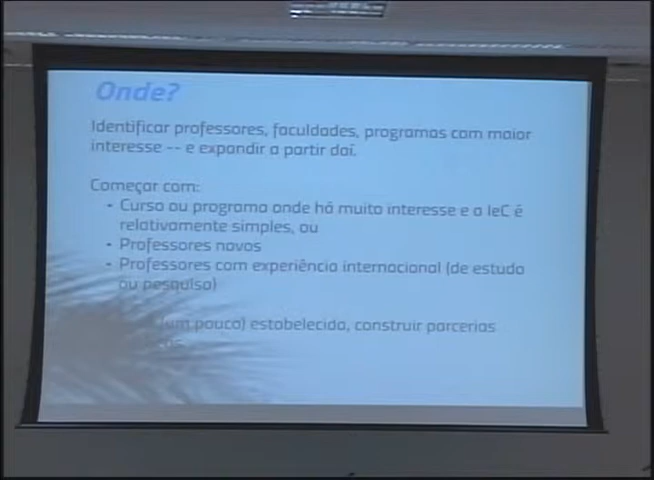 Onde?
Identificar professores, faculdades, programas com maior
interesse -- e expandir a partir daí.
Começar com:
- Curso ou programa onde há muito interesse e a IeC é
relativamente simples, ou
- Professores novos
- Professores com experiência internacional (de estudo
ou pesquisa)
(um pouco) estabelecida, construir parcerias